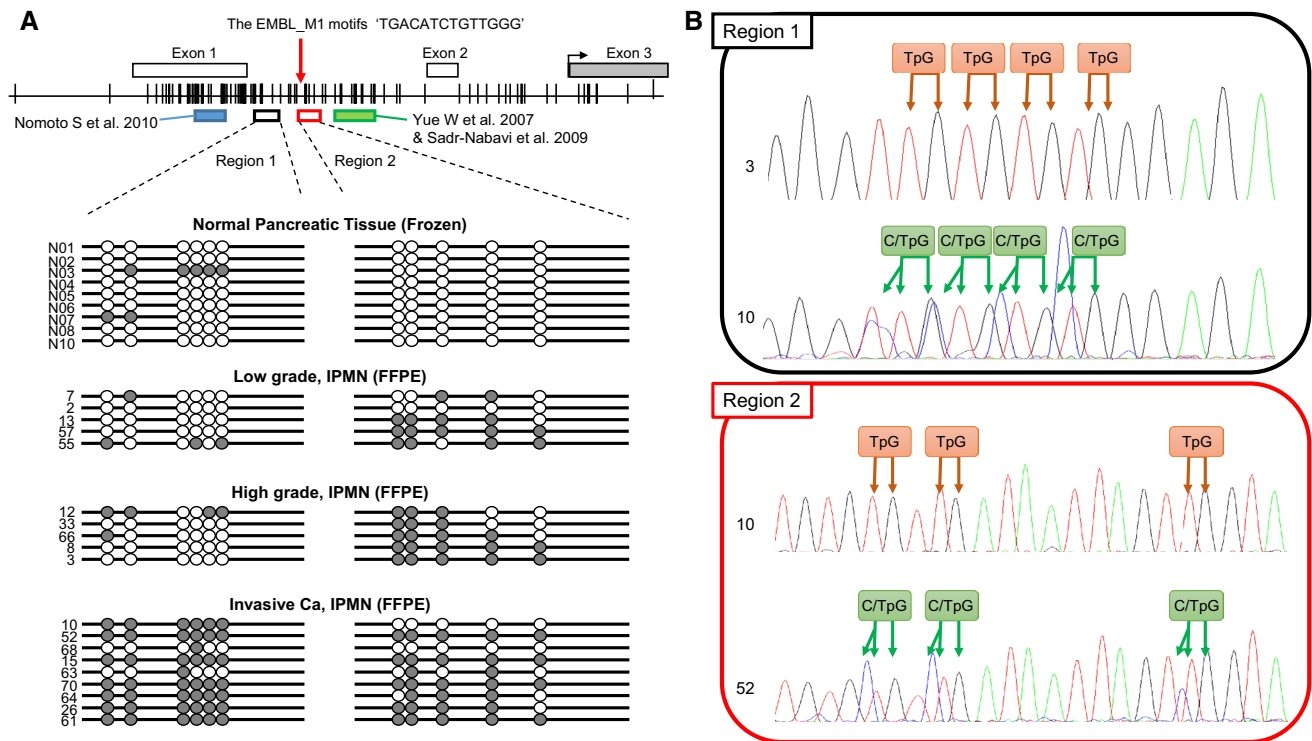 A
The EMBL_M1 motifs 'TGACATCTGTTGGG'
Exon 1
Exon 2
Exon 3
Nomoto S et al. 2010
Yue W et al. 2007
& Sadr-Nabavi et al. 2009
Region 1
Region 2
Normal Pancreatic Tissue (Frozen)
N01
N02
N03
N04
N05
N06
N07
N08
N10
Low grade, IPMN (FFPE)
7
2
13
57
55
High grade, IPMN (FFPE)
12
33
66
8
3
Invasive Ca, IPMN (FFPE)
10
52
68
15
63
70
64
26
61
B
Region 1
TpG TpG TpG TpG
3
C/TpG C/TpG C/TpG C/TpG
10
Region 2
TpG TpG TpG
10
C/TpG C/TpG C/TpG
52